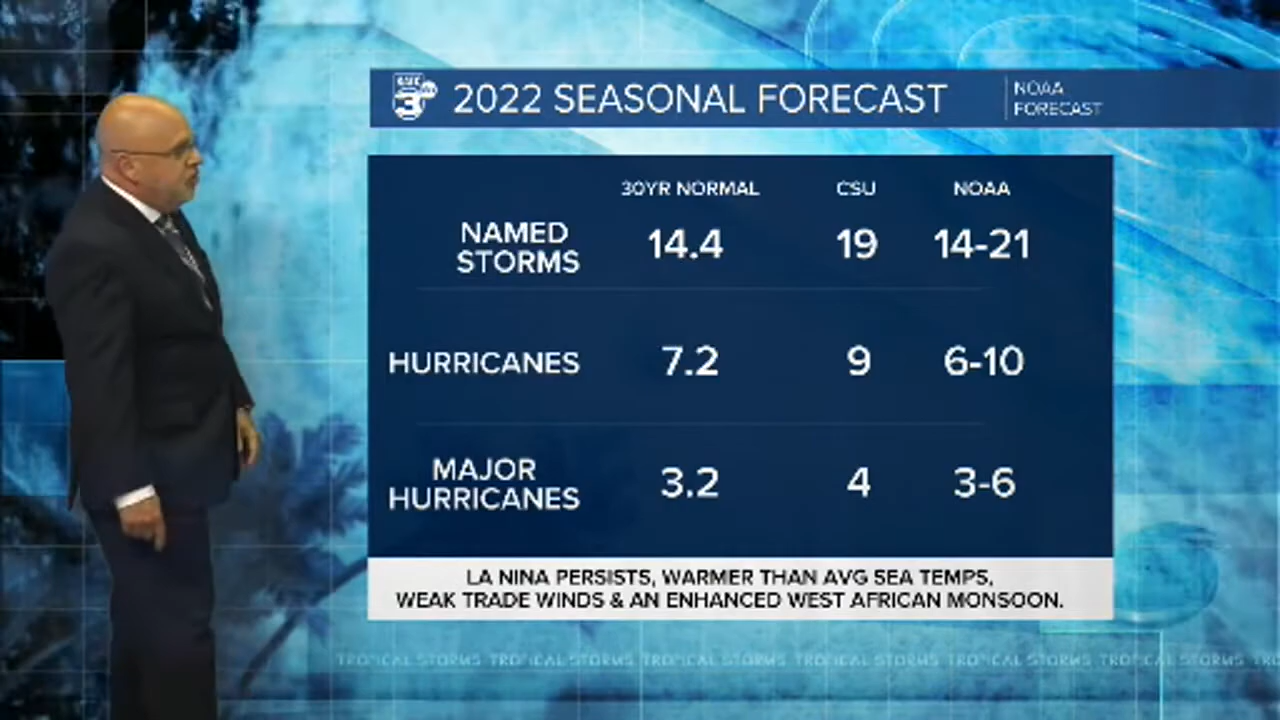 3
2022 SEASONAL FORECAST
NOAA
FORECAST
30YR NORMAL CSU NOAA
NAMED
STORMS
14.4 19 14-21
HURRICANES 7.2 9 6-10
MAJOR
HURRICANES
3.2 4 3-6
LA NINA PERSISTS, WARMER THAN AVG SEA TEMPS,
WEAK TRADE WINDS & AN ENHANCED WEST AFRICAN MONSOON.
TROPICAL STORMS TROPICAL STORMS TROPICAL STORMS TROPICAL STORMS TROPICAL STORMS TROPICAL STORMS